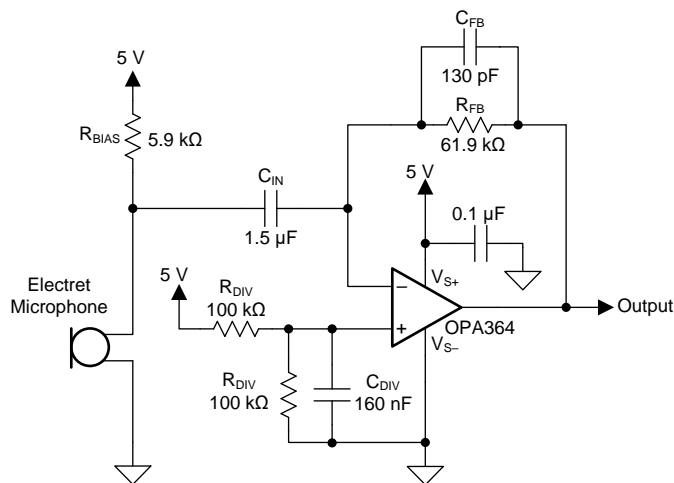 C_FB
130 pF
5 V
R_FB
R_BIAS
5.9 kΩ
61.9 kΩ
C_IN
5 V
1.5 µF
0.1 µF
Electret
Microphone
5 V
R_DIV
100 kΩ
V_S+
−
+
Output
OPA364
V_S–
R_DIV
100 kΩ
C_DIV
160 nF